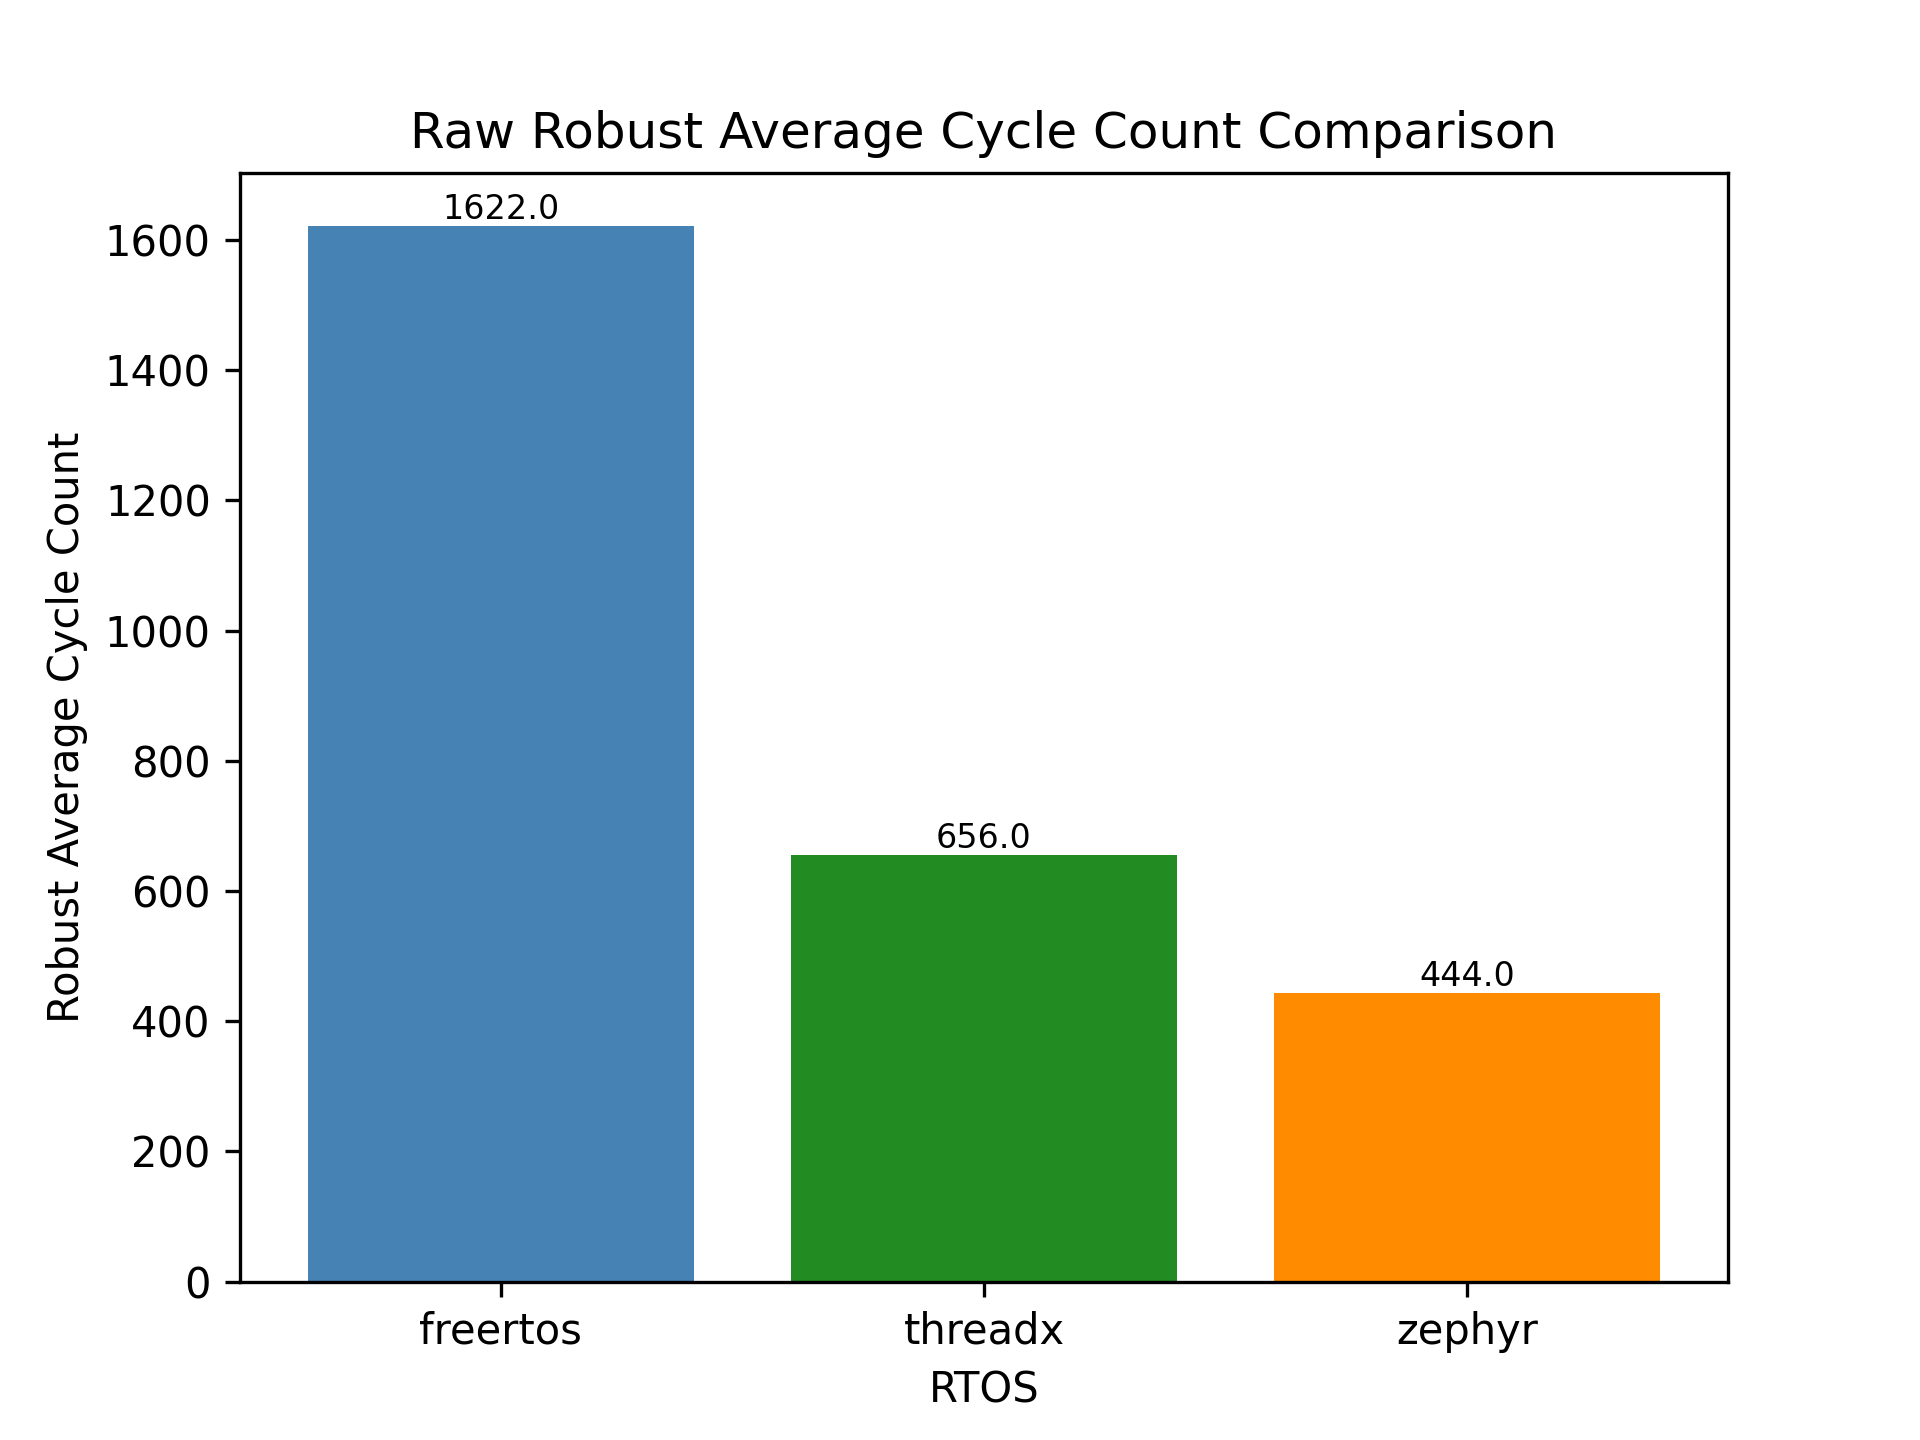 Raw Robust Average Cycle Count Comparison
Robust Average Cycle Count
1600
1400
1200
1000
800
600
400
200
0
1622.0
656.0
444.0
freertos
threadx
zephyr
RTOS